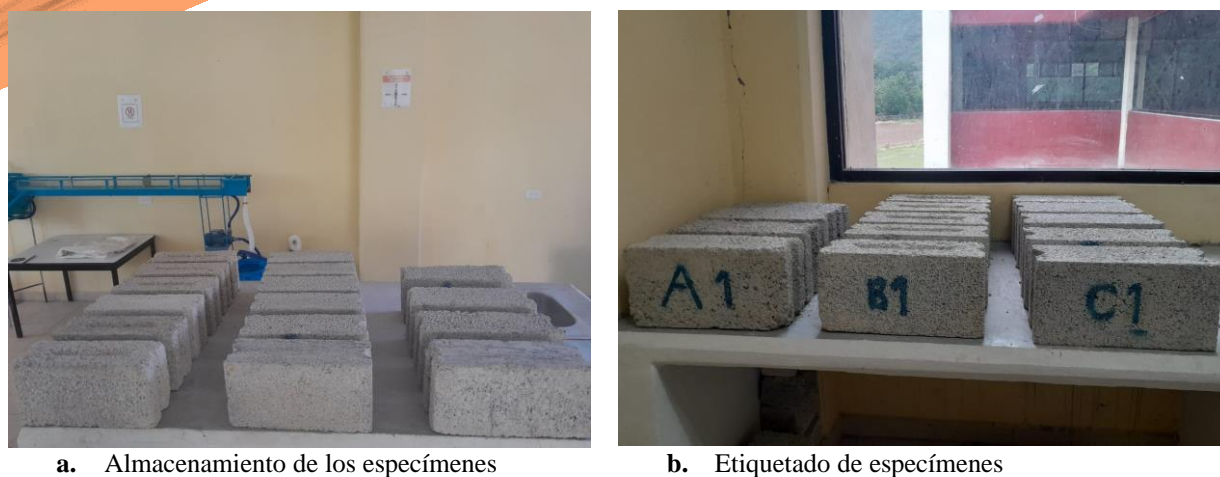 A1
B1
C1
a. Almacenamiento de los especímenes
b. Etiquetado de especímenes